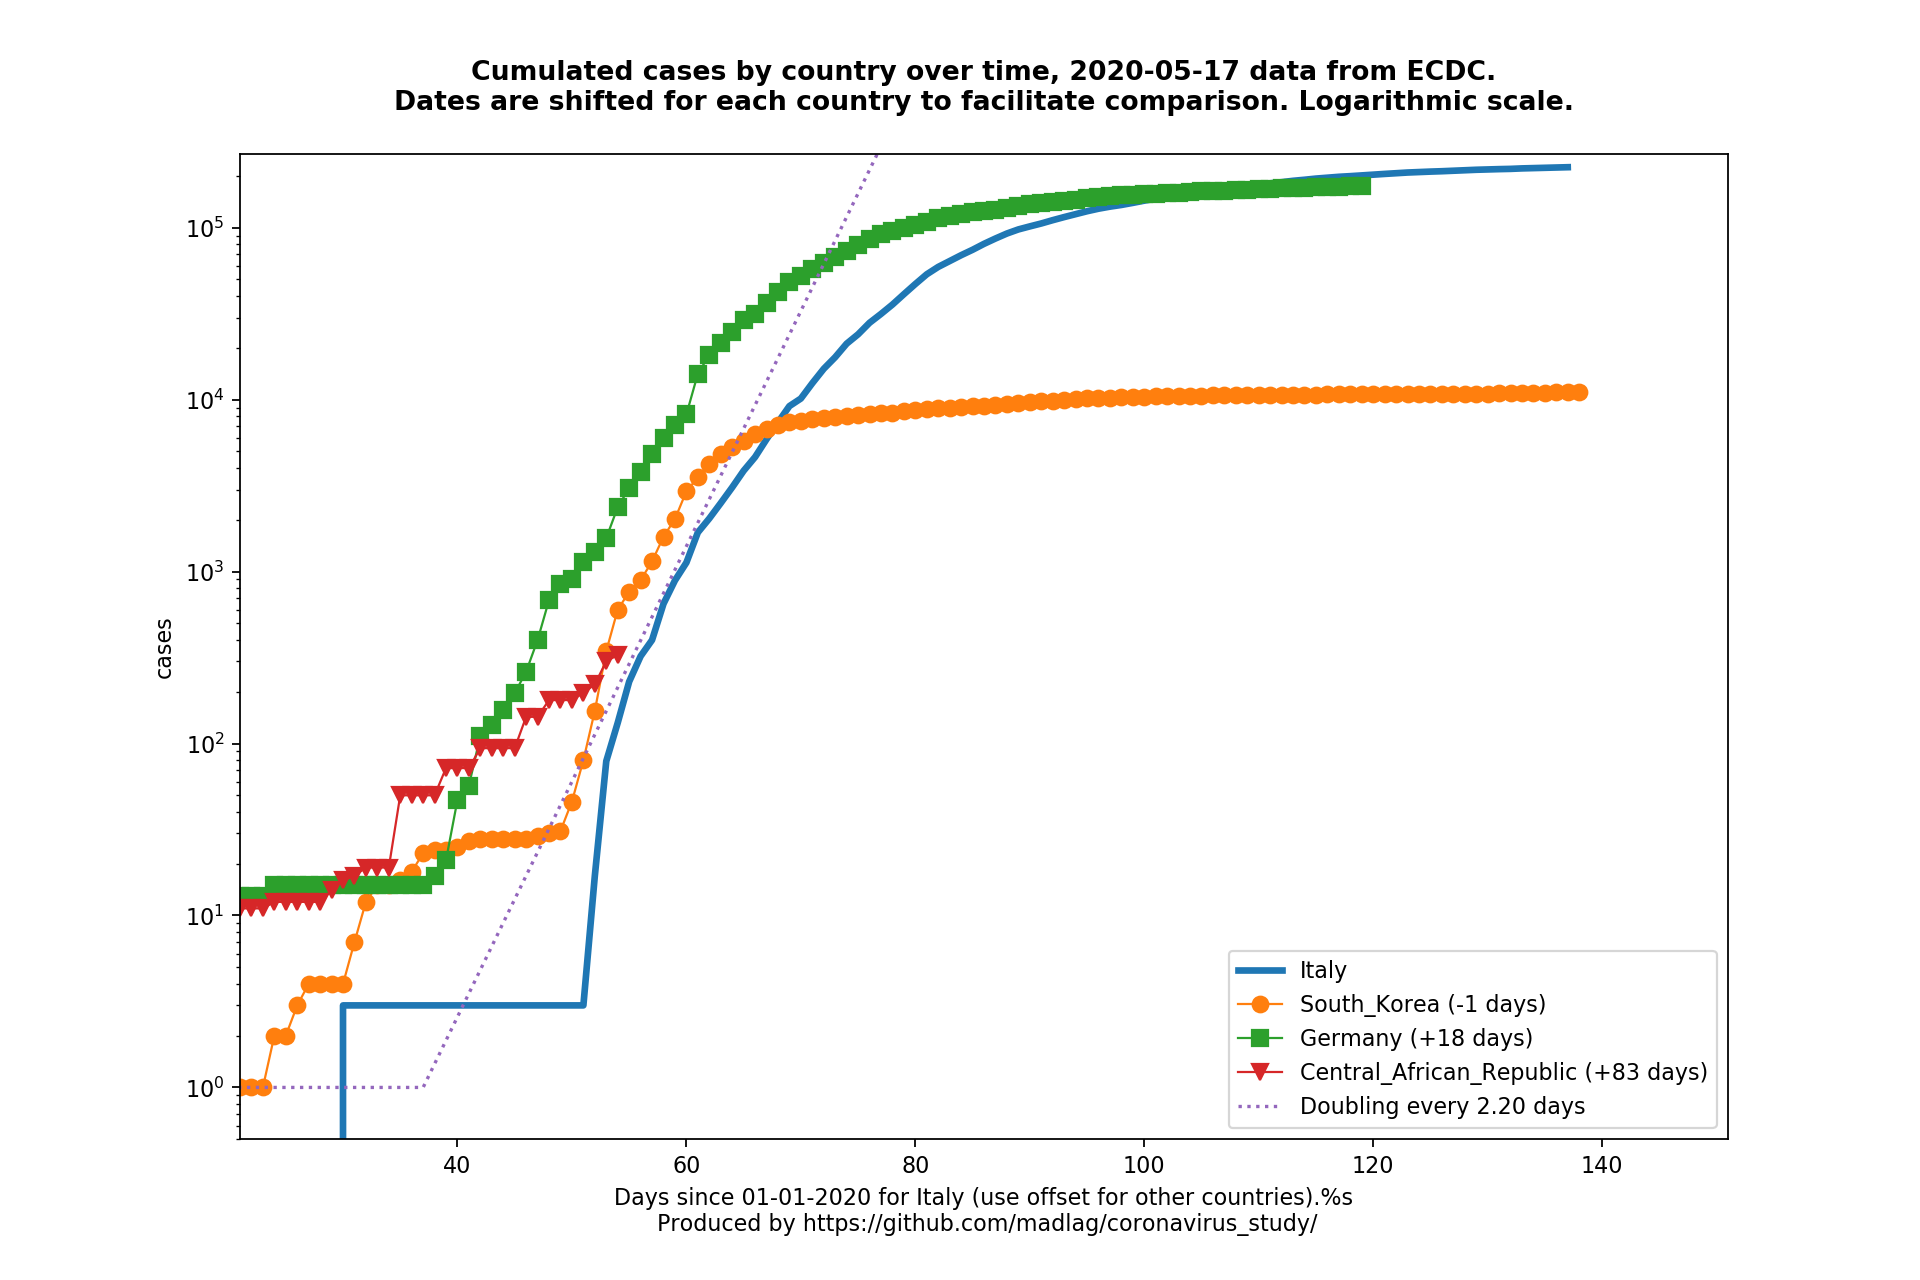 Cumulated cases by country over time, 2020-05-17 data from ECDC.
Dates are shifted for each country to facilitate comparison. Logarithmic scale.
cases
10^5
10^4
10^3
10^2
10^1
10^0
40 60 80 100 120 140
Italy
South_Korea (-1 days)
Germany (+18 days)
Central_African_Republic (+83 days)
Doubling every 2.20 days
Days since 01-01-2020 for Italy (use offset for other countries).%s
Produced by https://github.com/madlag/coronavirus_study/